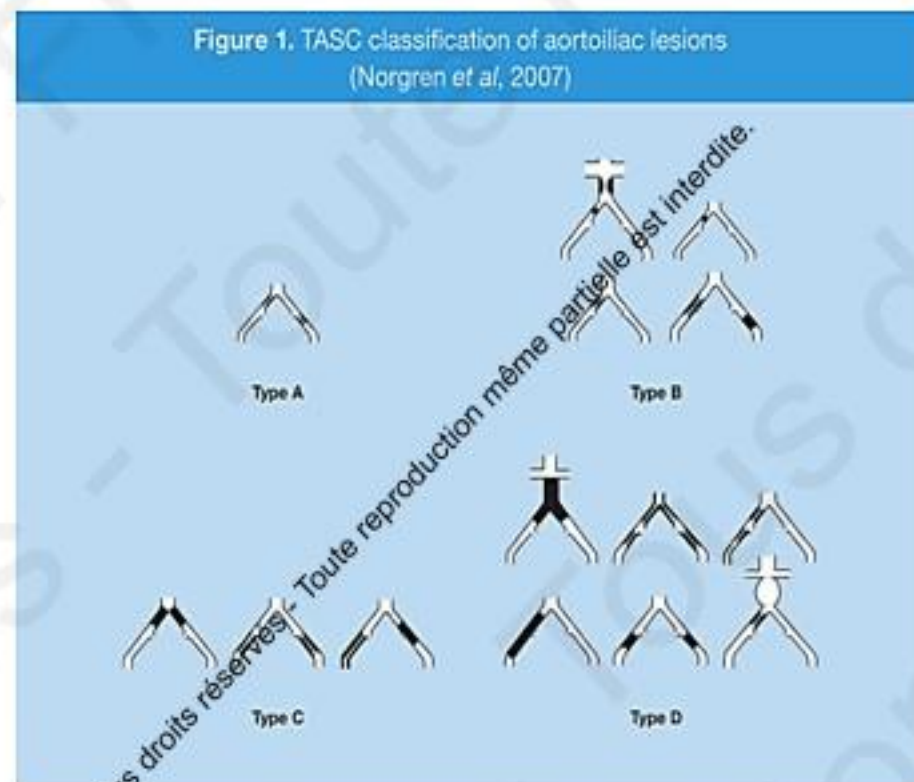 Figure 1. TASC classification of aortoiliac lesions
(Norgren et al, 2007)
Type A
Type B
Type C
Type D
droits réservés - Toute reproduction même partielle est interdite.